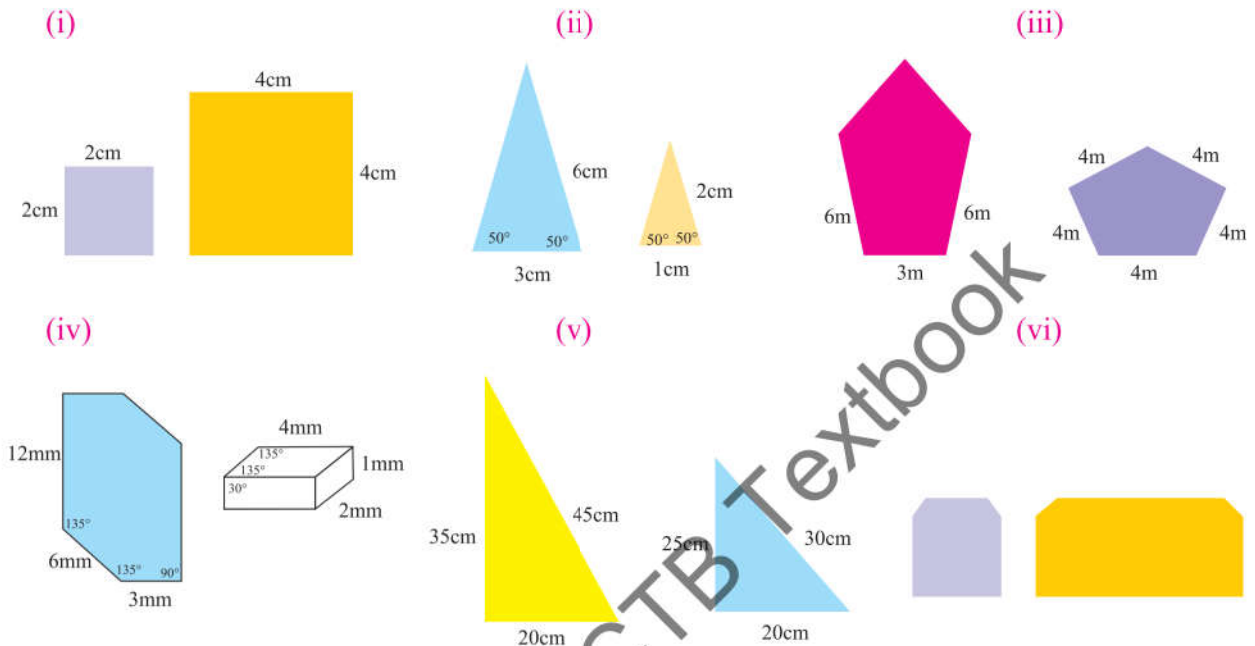 (i)
(ii)
(iii)
4cm
2cm
4cm
2cm
6cm
50°
50°
3cm
2cm
50°
50°
1cm
6m
6m
3m
4m
4m
4m
4m
4m
(iv)
(v)
(vi)
12mm
135°
6mm
135°
90°
3mm
4mm
135°
135°
30°
1mm
2mm
35cm
45cm
20cm
25cm
30cm
20cm
CTB Textbook